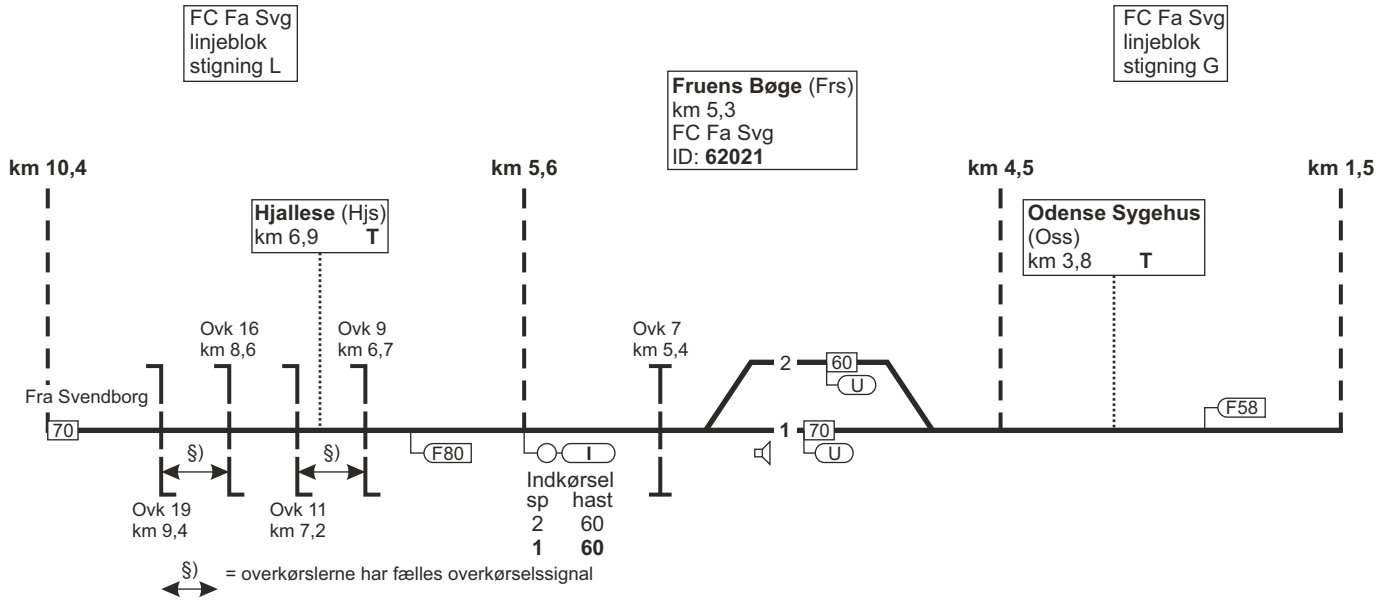 FC Fa Svg
linjeblok
stigning L
FC Fa Svg
linjeblok
stigning G
Fruens Bøge (Frs)
km 5,3
FC Fa Svg
ID: 62021
km 10,4
km 5,6
km 4,5
km 1,5
Hjallese (Hjs)
km 6,9 T
Odense Sygehus
(Oss)
km 3,8 T
Ovk 16
km 8,6
Ovk 9
km 6,7
Ovk 7
km 5,4
2 60
U
Fra Svendborg
70
F58
1 70
U
§)
§)
F80
I
Indkørsel
sp hast
2 60
1 60
Ovk 19
km 9,4
Ovk 11
km 7,2
§) = overkørslerne har fælles overkørselssignal